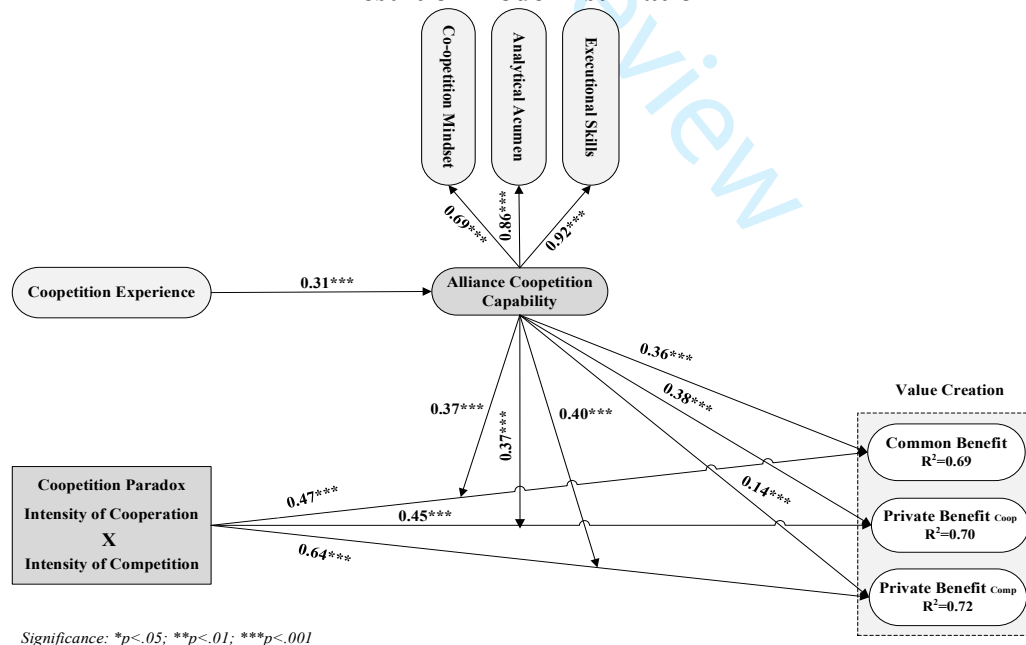 Co-opetition
Mindset
Analytical
Acumen
Executional
Skills
0.69***
0.86***
0.92***
Coopetition Experience
0.31***
Alliance Coopetition
Capability
0.36***
0.38***
0.14***
0.37***
0.37***
0.40***
Value Creation
Common Benefit
R²=0.69
Private Benefit Coop
R²=0.70
Private Benefit Comp
R²=0.72
Coopetition Paradox
Intensity of Cooperation
X
Intensity of Competition
0.47***
0.45***
0.64***
Significance: *p<.05; **p<.01; ***p<.001